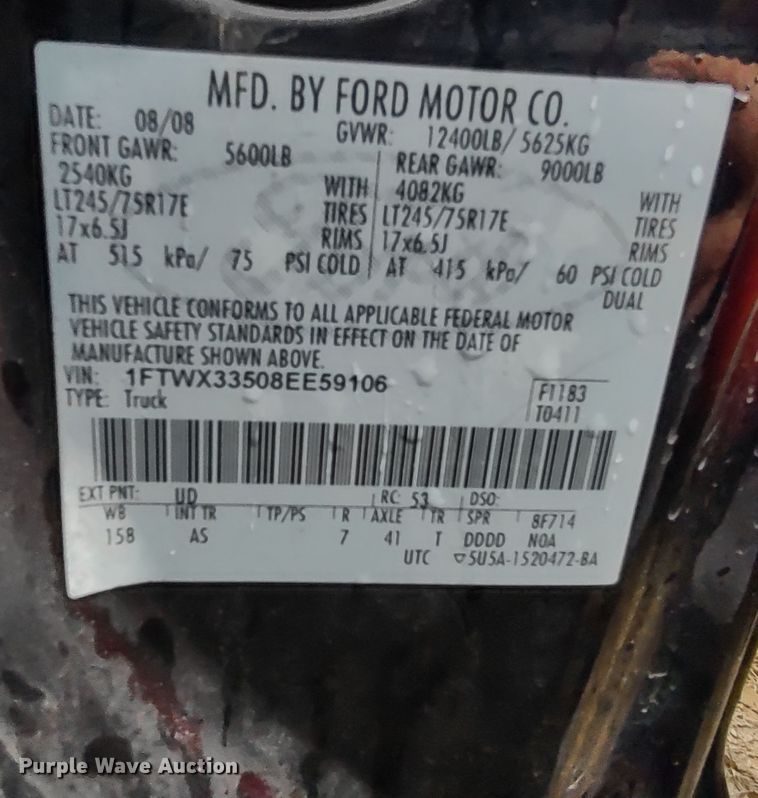 MFD. BY FORD MOTOR CO.
DATE: 08/08 GVWR: 12400LB/ 5625KG
FRONT GAWR: 5600LB REAR GAWR: 9000LB
2540KG WITH 4082KG WITH
LT245/75R17E TIRES LT245/75R17E TIRES
17x6.5J RIMS 17x6.5J RIMS
AT 515 kPa/ 75 PSI COLD AT 415 kPa/ 60 PSI COLD
DUAL
THIS VEHICLE CONFORMS TO ALL APPLICABLE FEDERAL MOTOR
VEHICLE SAFETY STANDARDS IN EFFECT ON THE DATE OF
MANUFACTURE SHOWN ABOVE.
VIN: 1FTWX33508EE59106 F1183
TYPE: Truck T0411
EXT PNT: UD RC: 53 DSO:
WB INT TR TP/PS R AXLE TR SPR 8F714
158 AS 7 41 T DDDD NOA
UTC ▽5U5A-1520472-BA
Purple Wave Auction